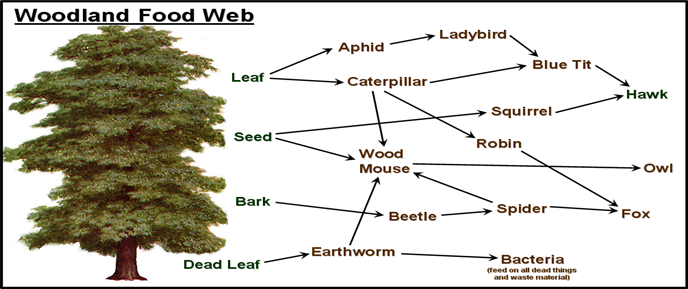 Woodland Food Web
Aphid
Ladybird
Leaf
Caterpillar
Blue Tit
Hawk
Squirrel
Seed
Robin
Wood
Mouse
Owl
Bark
Beetle
Spider
Fox
Dead Leaf
Earthworm
Bacteria
(feed on all dead things
and waste material)